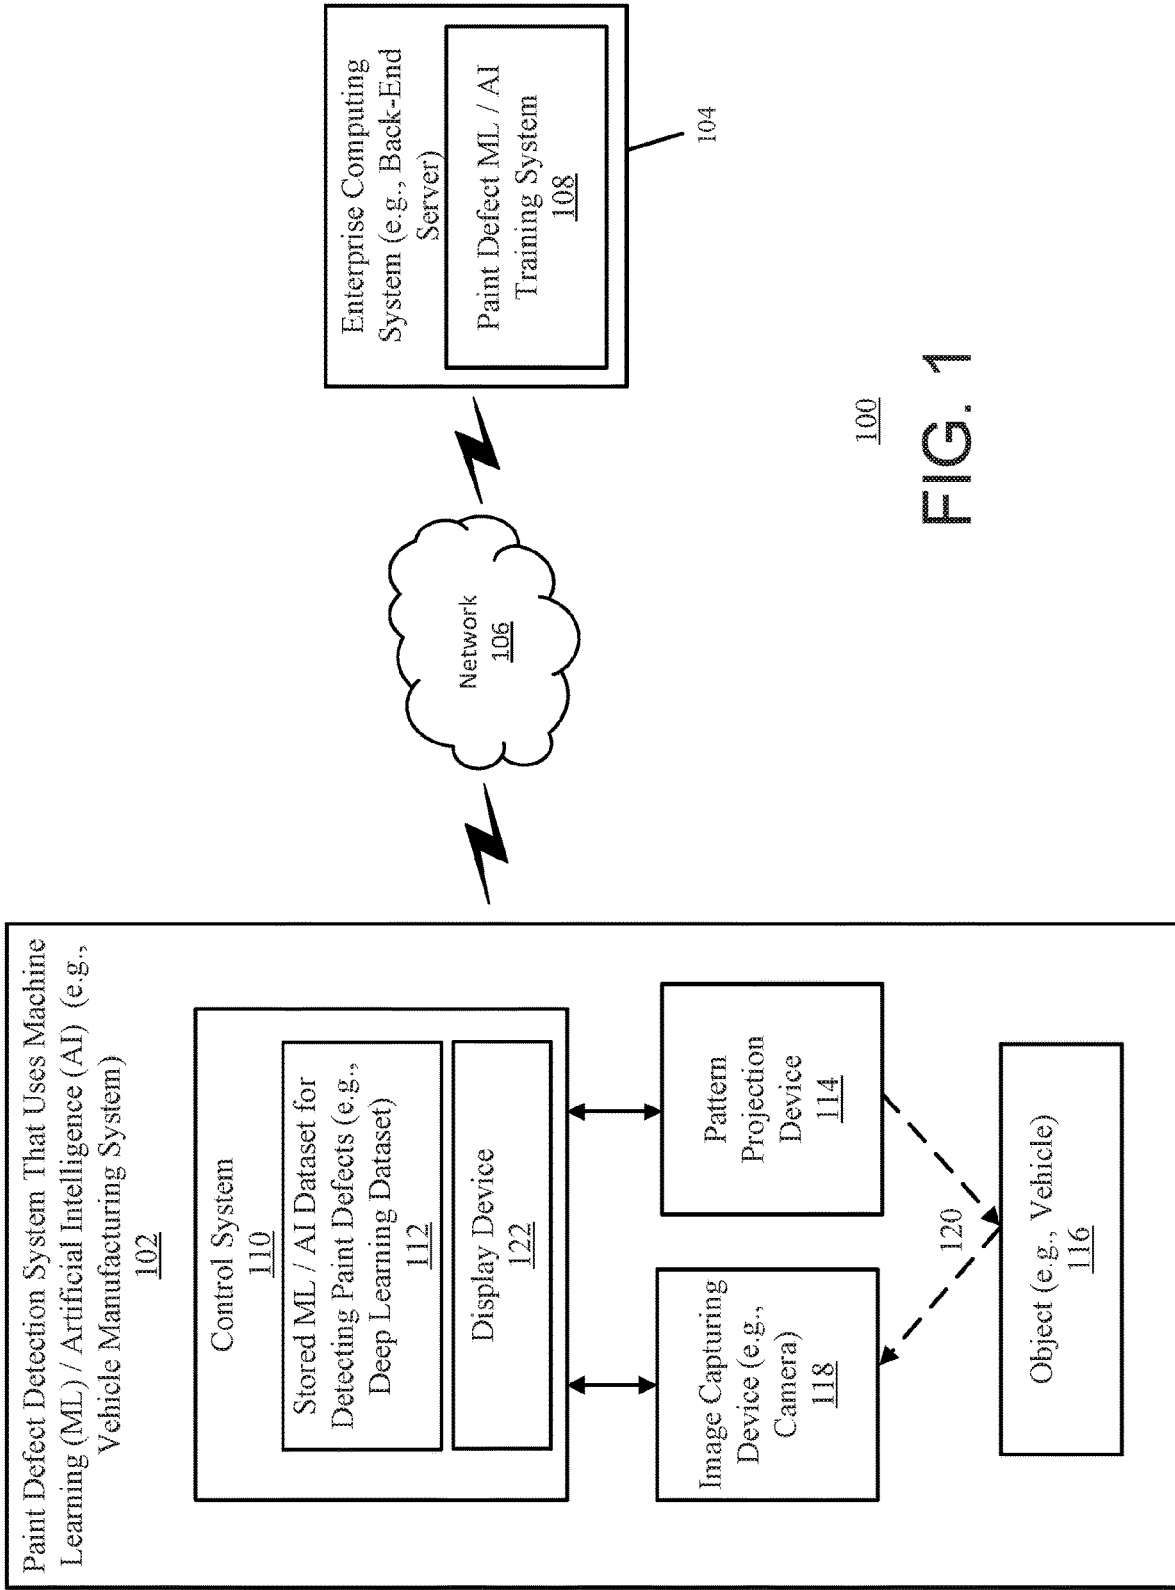 Paint Defect Detection System That Uses Machine
Learning (ML) / Artificial Intelligence (AI) (e.g.,
Vehicle Manufacturing System)
102
Control System
110
Stored ML / AI Dataset for
Detecting Paint Defects (e.g.,
Deep Learning Dataset)
112
Display Device
122
Image Capturing
Device (e.g.,
Camera)
118
Pattern
Projection
Device
114
120
Object (e.g., Vehicle)
116
Network
106
Enterprise Computing
System (e.g., Back-End
Server)
Paint Defect ML / AI
Training System
108
104
100
FIG. 1